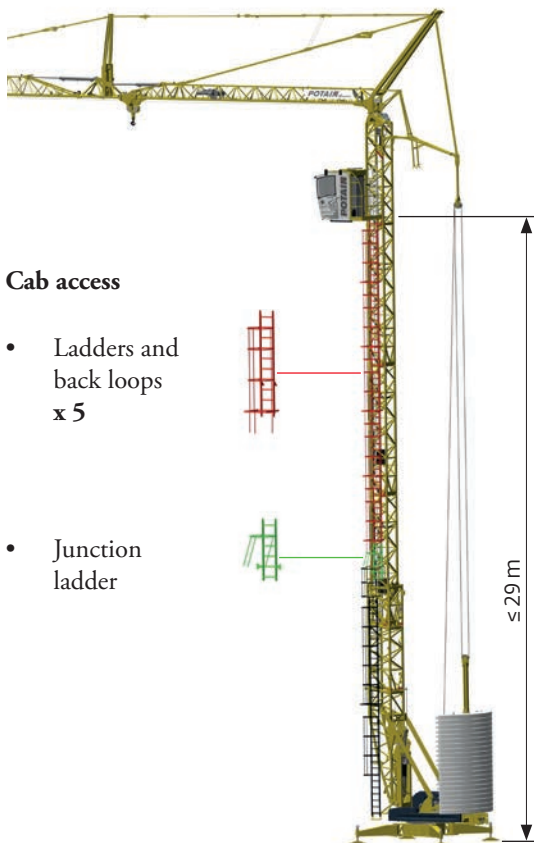 POTAIN
POTAIN
Cab access
• Ladders and
back loops
x 5
• Junction
ladder
≤ 29 m